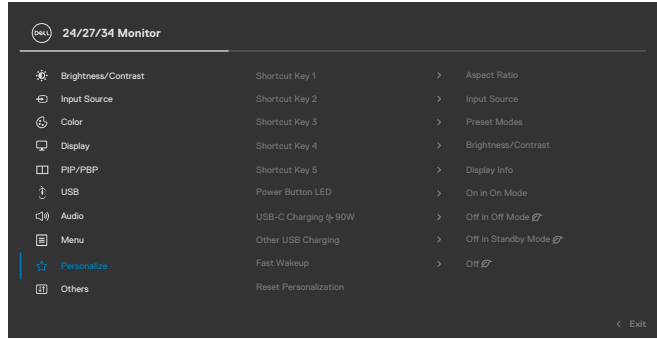 DELL 24/27/34 Monitor
Brightness/Contrast Shortcut Key 1 > Aspect Ratio
Input Source Shortcut Key 2 > Input Source
Color Shortcut Key 3 > Preset Modes
Display Shortcut Key 4 > Brightness/Contrast
PIP/PBP Shortcut Key 5 > Display Info
USB Power Button LED > On in On Mode
Audio USB-C Charging 90W > Off in Off Mode
Menu Other USB Charging > Off in Standby Mode
Personalize Fast Wakeup > Off
Others Reset Personalization
< Exit